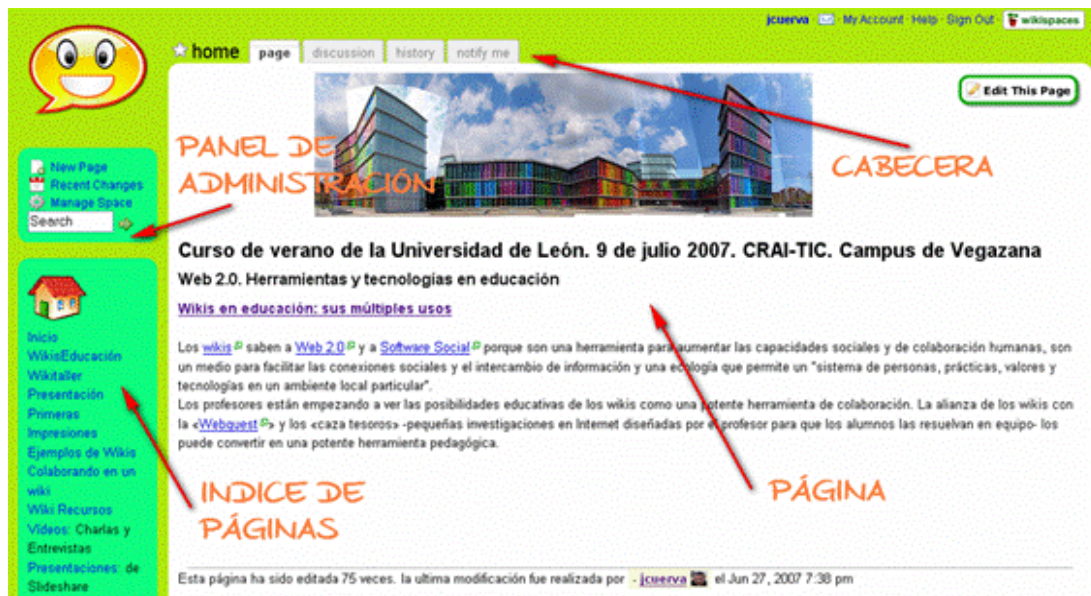 jcuerva · My Account · Help · Sign Out · wikispaces
home page discussion history notify me
Edit This Page
New Page
Recent Changes
Manage Space
Search
PANEL DE
ADMINISTRACIÓN
CABECERA
Curso de verano de la Universidad de León. 9 de julio 2007. CRAI-TIC. Campus de Vegazana
Web 2.0. Herramientas y tecnologías en educación
Wikis en educación: sus múltiples usos
Los wikis saben a Web 2.0 y a Software Social porque son una herramienta para aumentar las capacidades sociales y de colaboración humanas, son
un medio para facilitar las conexiones sociales y el intercambio de información y una ecología que permite un "sistema de personas, prácticas, valores y
tecnologías en un ambiente local particular".
Los profesores están empezando a ver las posibilidades educativas de los wikis como una potente herramienta de colaboración. La alianza de los wikis con
la «Webquest» y los «caza tesoros» -pequeñas investigaciones en Internet diseñadas por el profesor para que los alumnos las resuelvan en equipo- los
puede convertir en una potente herramienta pedagógica.
Inicio
WikisEducación
Wikitaller
Presentación
Primeras
Impresiones
Ejemplos de Wikis
Colaborando en un
wiki
Wiki Recursos
Vídeos: Charlas y
Entrevistas
Presentaciones: de
Slideshare
INDICE DE
PÁGINAS
PÁGINA
Esta página ha sido editada 75 veces. la ultima modificación fue realizada por - jcuerva el Jun 27, 2007 7:38 pm